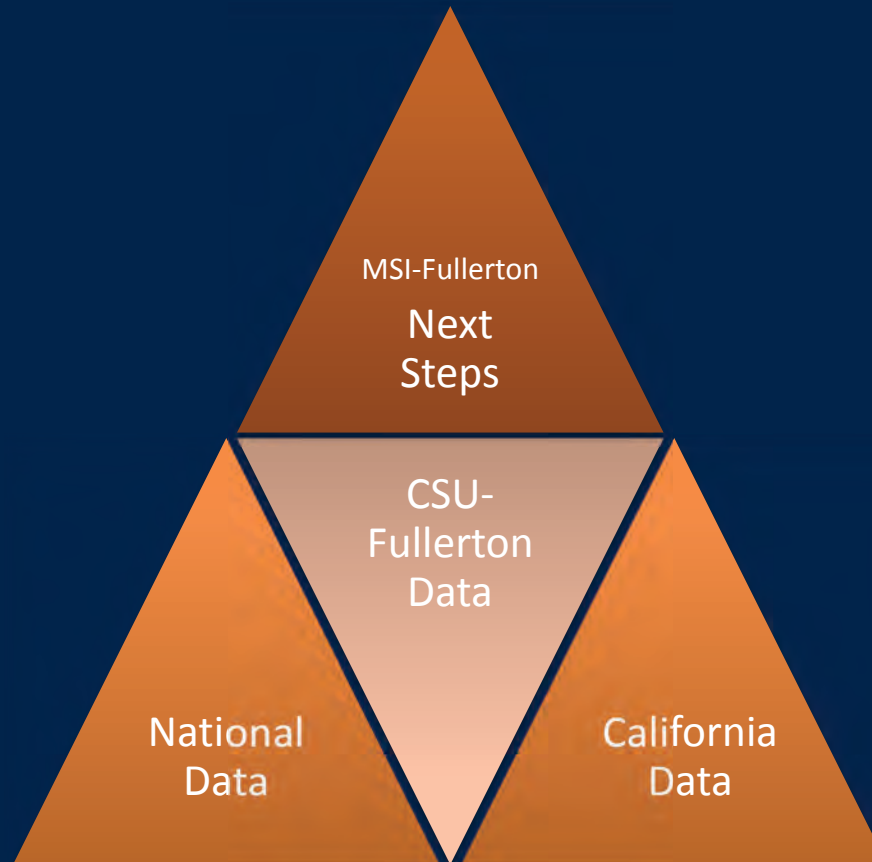 MSI-Fullerton
Next
Steps
CSU-
Fullerton
Data
National
Data
California
Data